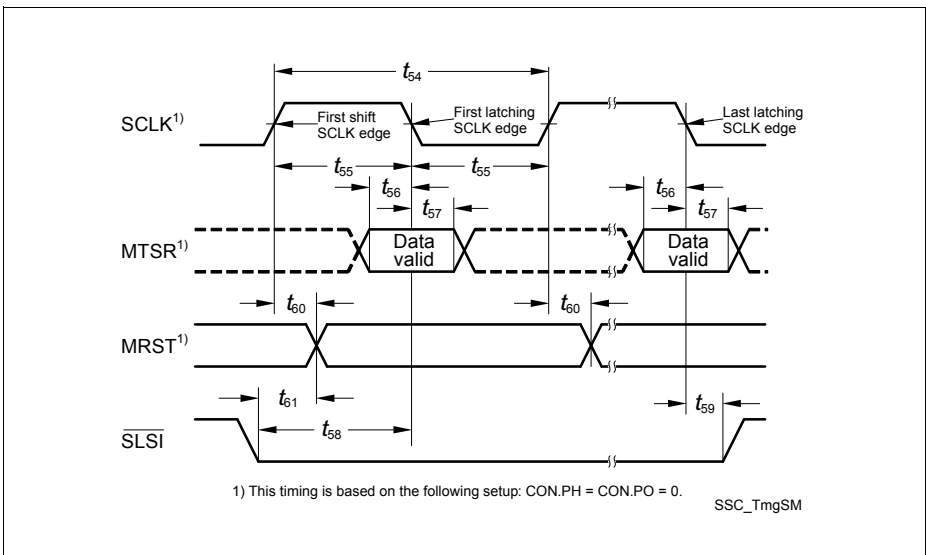 t54
SCLK1)
First shift
SCLK edge
First latching
SCLK edge
Last latching
SCLK edge
t55
t55
t56
t57
t56
t57
MTSR1)
Data
valid
Data
valid
t60
t60
MRST1)
t61
t59
t58
SLSI
1) This timing is based on the following setup: CON.PH = CON.PO = 0.
SSC_TmgSM